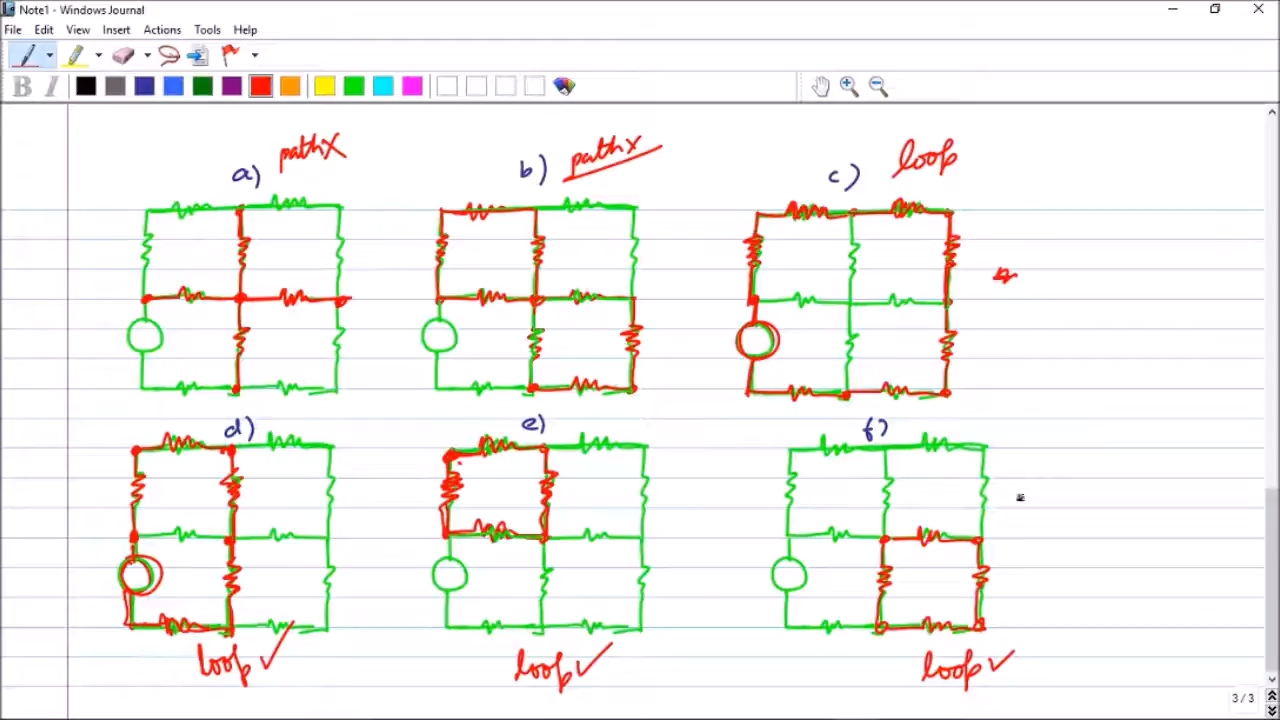 Note1 - Windows Journal
File Edit View Insert Actions Tools Help
B I
path X
path X
loop
a)
b)
c)
d)
e)
f)
loop ✓
loop ✓
loop ✓
3 / 3